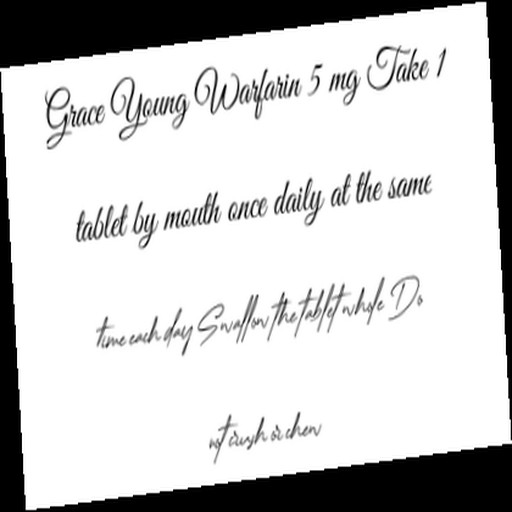 Grace Young Warfarin 5 mg Take 1
tablet by mouth once daily at the same
time each day Swallow the tablet whole Do
not crush or chew